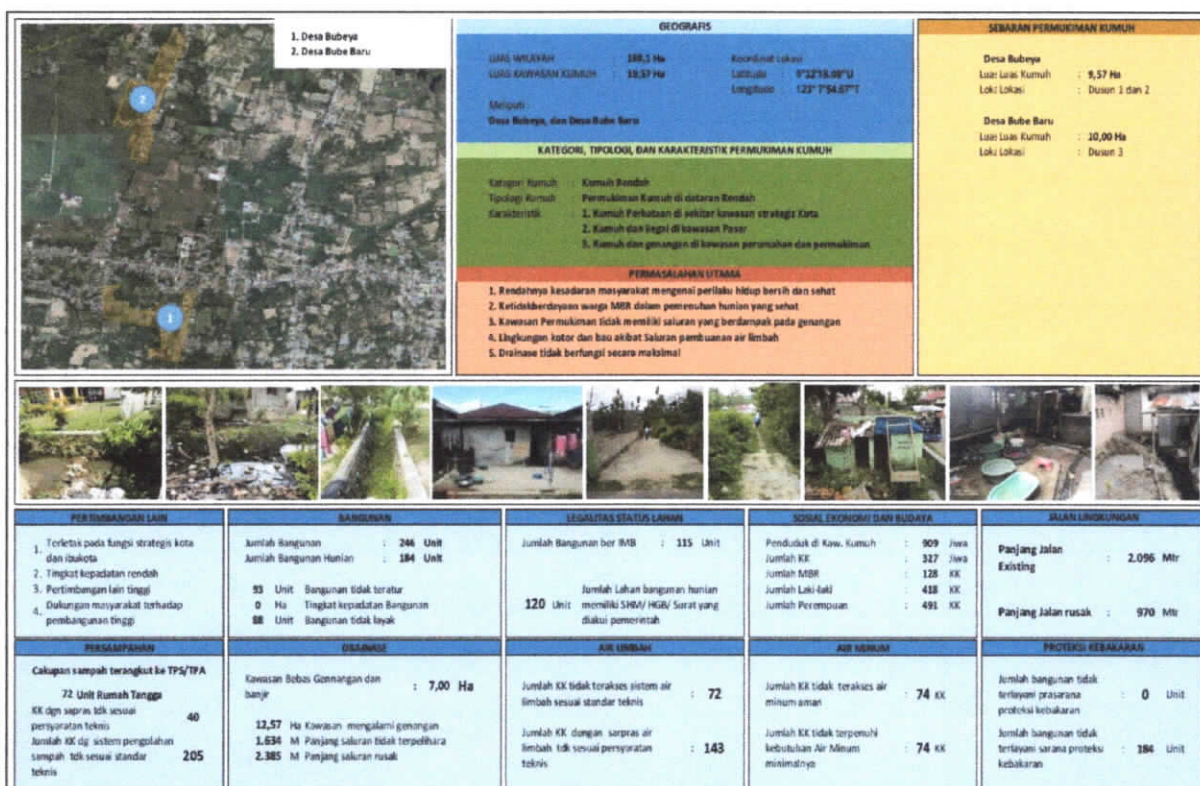 1. Desa Bubeya
2. Desa Bube Baru
2
1
GEOGRAFIS
LUAS WILAYAH : 188,1 Ha
LUAS KAWASAN KUMUH : 19,57 Ha
Meliputi :
Desa Bubeya, dan Desa Bube Baru
Koordinat Lokasi
Latitude :
Longitude :
KATEGORI, TIPOLOGI, DAN KARAKTERISTIK PERMUKIMAN KUMUH
Kategori Kumuh : Kumuh Rendah
Tipologi Kumuh : Permukiman Kumuh di dataran Rendah
Karakteristik : 1. Kumuh Perkotaan di sekitar kawasan strategis Kota
2. Kumuh dan ilegal di kawasan Pasar
3. Kumuh dan genangan di kawasan perumahan dan permukiman
PERMASALAHAN UTAMA
1. Rendahnya kesadaran masyarakat mengenai perilaku hidup bersih dan sehat
2. Ketidakberdayaan warga MBR dalam pemenuhan hunian yang sehat
3. Kawasan Permukiman tidak memiliki saluran yang berdampak pada genangan
4. Lingkungan kotor dan bau akibat Saluran pembuanan air limbah
5. Drainase tidak berfungsi secara maksimal
SEBARAN PERMUKIMAN KUMUH
Desa Bubeya
Luas Luas Kumuh : 9,57 Ha
Loka Lokasi : Dusun 1 dan 2
Desa Bube Baru
Luas Luas Kumuh : 10,00 Ha
Loka Lokasi : Dusun 3
PERTIMBANGAN LAIN
1. Terletak pada fungsi strategis kota dan ibukota
2. Tingkat kepadatan rendah
3. Pertimbangan lain tinggi
4. Dukungan masyarakat terhadap pembangunan tinggi
BANGUNAN
Jumlah Bangunan : 246 Unit
Jumlah Bangunan Hunian : 184 Unit
93 Unit Bangunan tidak teratur
0 Ha Tingkat kepadatan Bangunan
88 Unit Bangunan tidak layak
LEGALITAS STATUS LAHAN
Jumlah Bangunan ber IMB : 115 Unit
120 Unit Jumlah Lahan bangunan hunian
memiliki SHM/ HGB/ Surat yang
diakui pemerintah
SOSIAL EKONOMI DAN BUDAYA
Penduduk di Kaw. Kumuh : 909 Jiwa
Jumlah KK : 327 Jiwa
Jumlah MBR : 128 KK
Jumlah Laki-laki : 418 KK
Jumlah Perempuan : 491 KK
JALAN LINGKUNGAN
Panjang Jalan
Existing : 2.096 Mtr
Panjang Jalan rusak : 970 Mtr
PERSAMPAHAN
Cakupan sampah terangkut ke TPS/TPA
72 Unit Rumah Tangga
KK dgn sapras tdk sesuai
persyaratan teknis 40
Jumlah KK dg sistem pengolahan
sampah tdk sesuai standar
teknis 205
DRAINASE
Kawasan Bebas Gennangan dan
banjir : 7,00 Ha
12,57 Ha Kawasan mengalami genangan
1.634 M Panjang saluran tidak terpelihara
2.385 M Panjang saluran rusak
AIR LIMBAH
Jumlah KK tidak terakses sistem air
limbah sesuai standar teknis : 72
Jumlah KK dengan sarpras air
limbah tdk sesuai persyaratan
teknis : 143
AIR MINUM
Jumlah KK tidak terakses air
minum aman : 74 KK
Jumlah KK tidak terpenuhi
kebutuhan Air Minum
minimalnya : 74 KK
PROTEKSI KEBAKARAN
Jumlah bangunan tidak
terlayani prasarana
proteksi kebakaran : 0 Unit
Jumlah bangunan tidak
terlayani sarana proteksi
kebakaran : 184 Unit